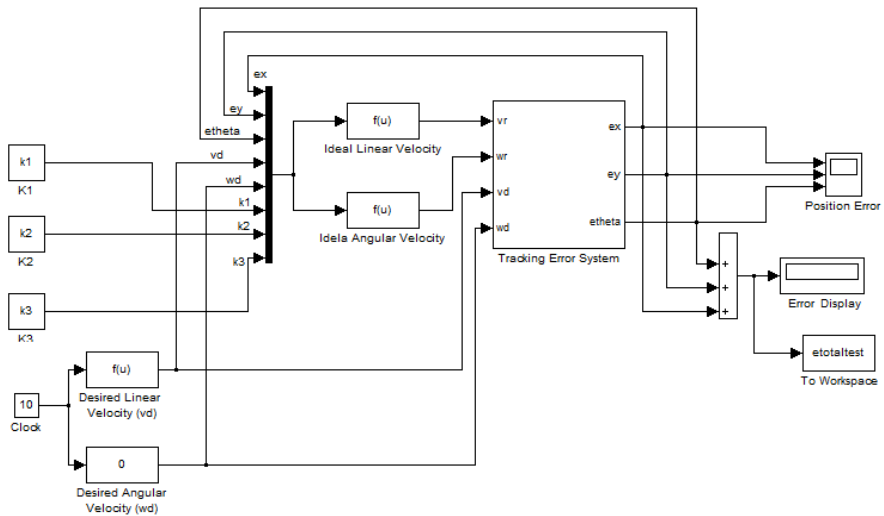 ex
ey
etheta
vd
wd
k1
k2
k3
k1
K1
k2
K2
k3
K3
f(u)
Ideal Linear Velocity
f(u)
Idela Angular Velocity
vr
wr
vd
wd
ex
ey
etheta
Tracking Error System
Position Error
+
+
+
Error Display
etotaltest
To Workspace
10
Clock
f(u)
Desired Linear
Velocity (vd)
0
Desired Angular
Velocity (wd)